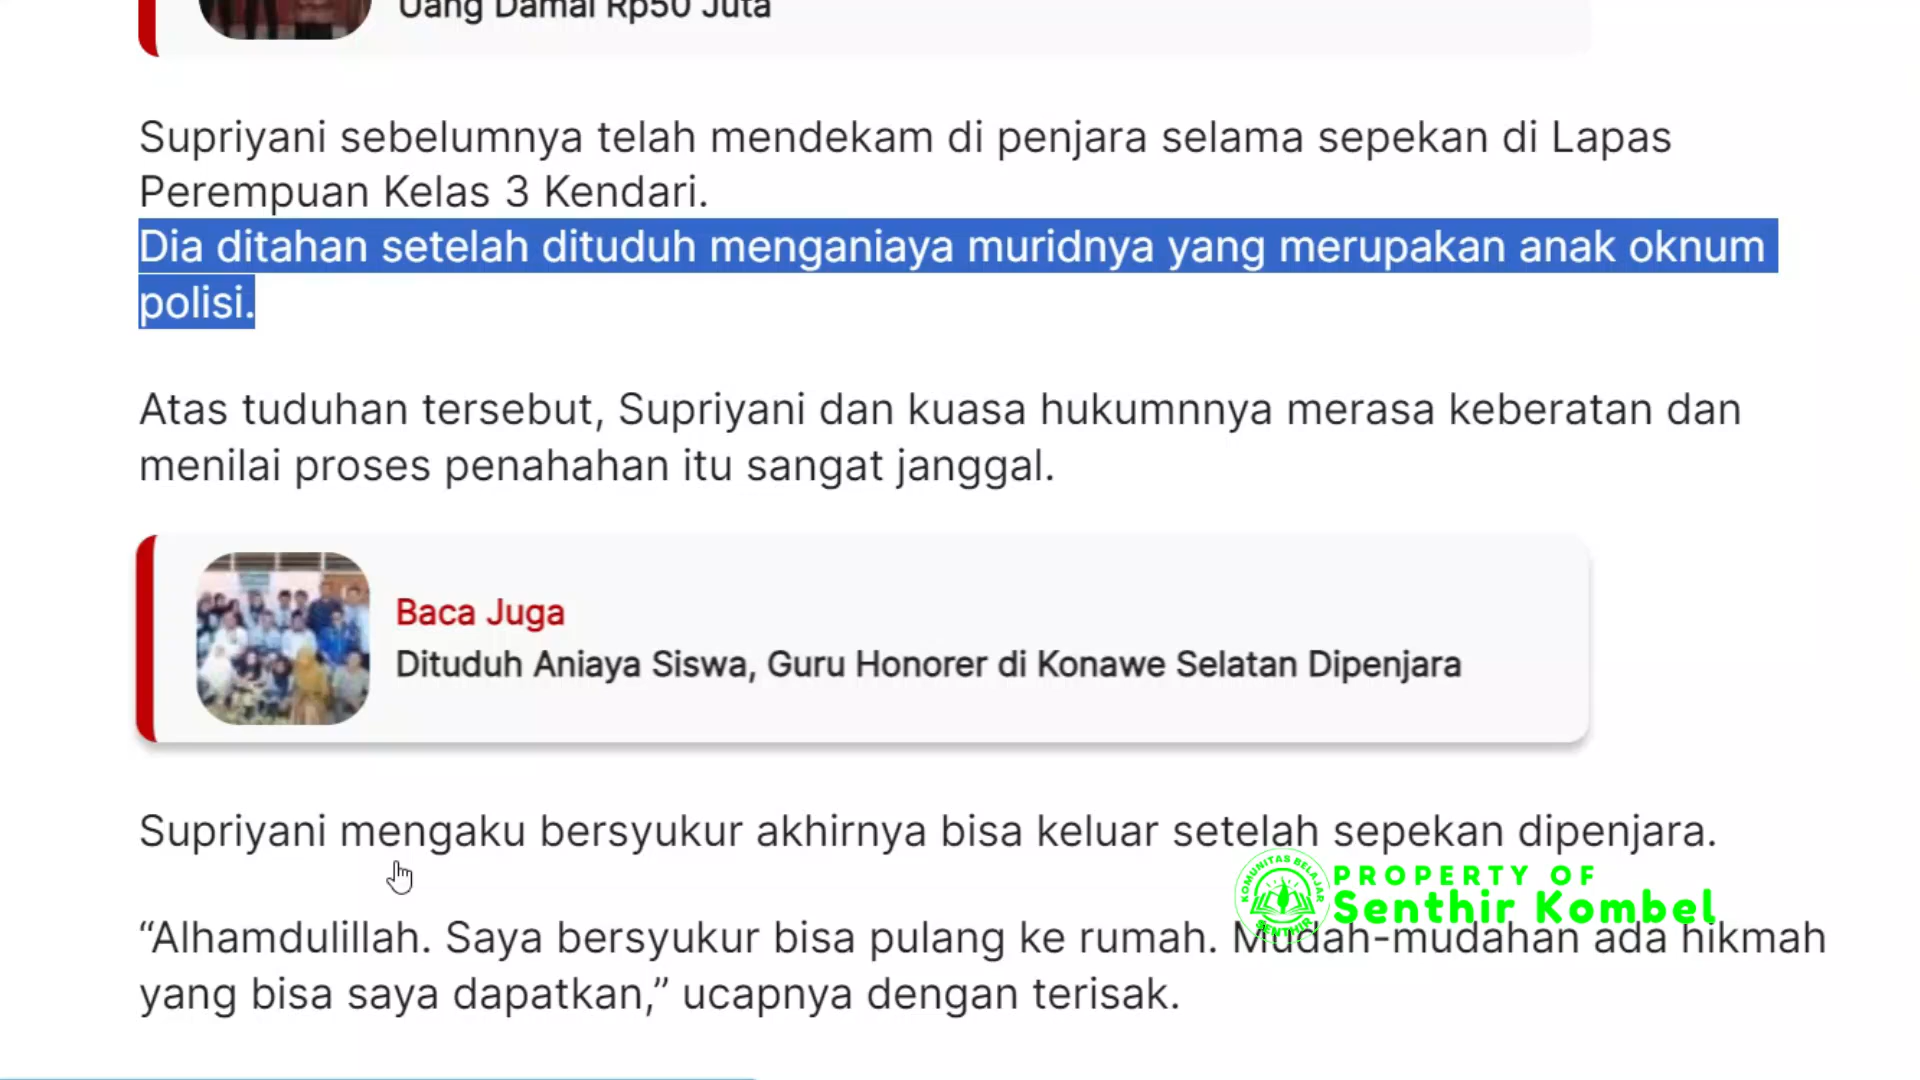 Uang Damai Rp50 Juta
Supriyani sebelumnya telah mendekam di penjara selama sepekan di Lapas
Perempuan Kelas 3 Kendari.
Dia ditahan setelah dituduh menganiaya muridnya yang merupakan anak oknum
polisi.
Atas tuduhan tersebut, Supriyani dan kuasa hukumnnya merasa keberatan dan
menilai proses penahahan itu sangat janggal.
Baca Juga
Dituduh Aniaya Siswa, Guru Honorer di Konawe Selatan Dipenjara
Supriyani mengaku bersyukur akhirnya bisa keluar setelah sepekan dipenjara.
KOMUNITAS BELAJAR
SENTHIR
PROPERTY OF
Senthir Kombel
“Alhamdulillah. Saya bersyukur bisa pulang ke rumah. Mudah-mudahan ada hikmah
yang bisa saya dapatkan,” ucapnya dengan terisak.